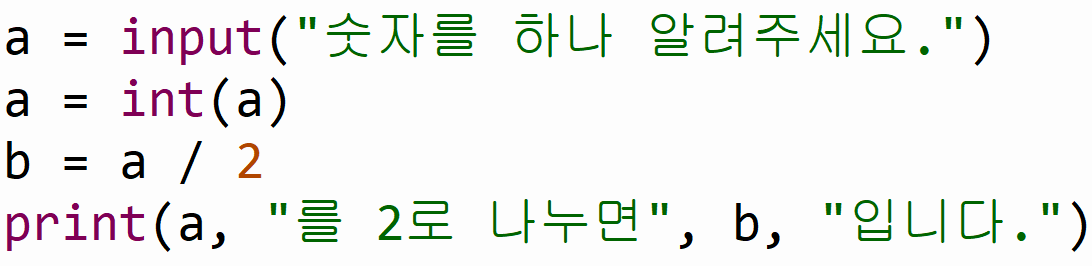 a = input("숫자를 하나 알려주세요.")
a = int(a)
b = a / 2
print(a, "를 2로 나누면", b, "입니다.")